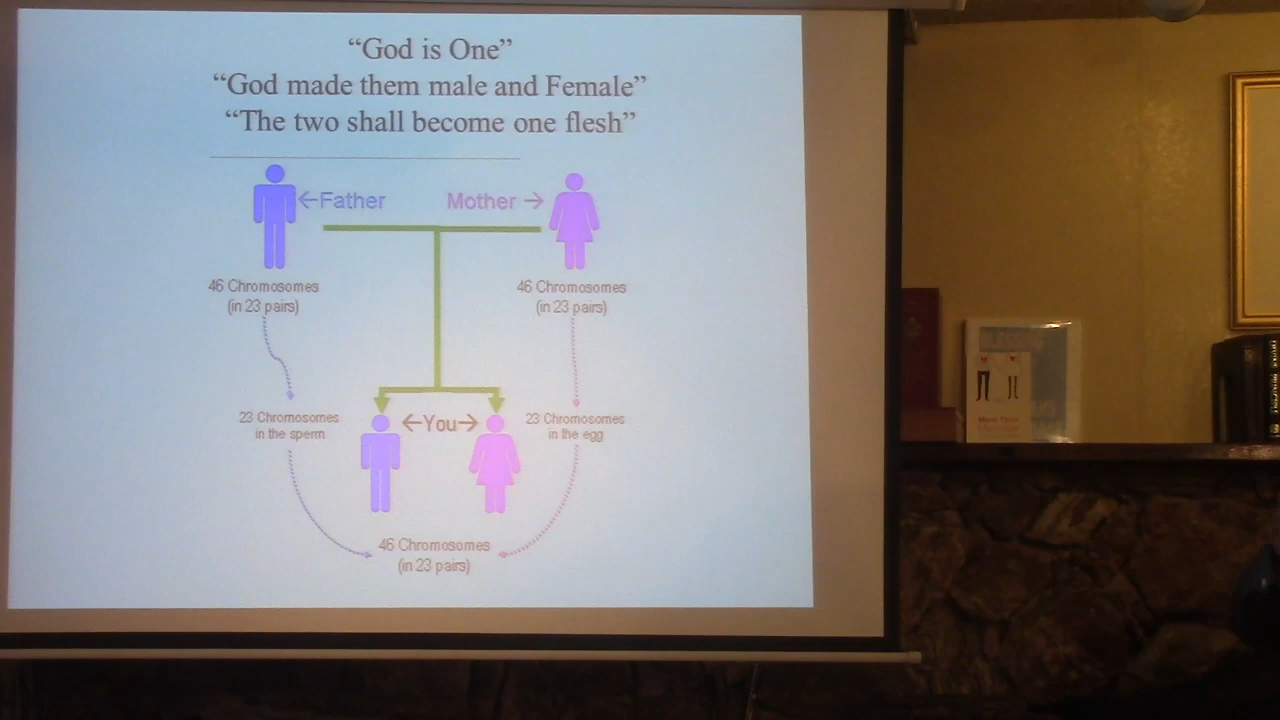 “God is One”
“God made them male and Female”
“The two shall become one flesh”
←Father
Mother →
46 Chromosomes
(in 23 pairs)
46 Chromosomes
(in 23 pairs)
23 Chromosomes
in the sperm
←You→
23 Chromosomes
in the egg
46 Chromosomes
(in 23 pairs)
More Than